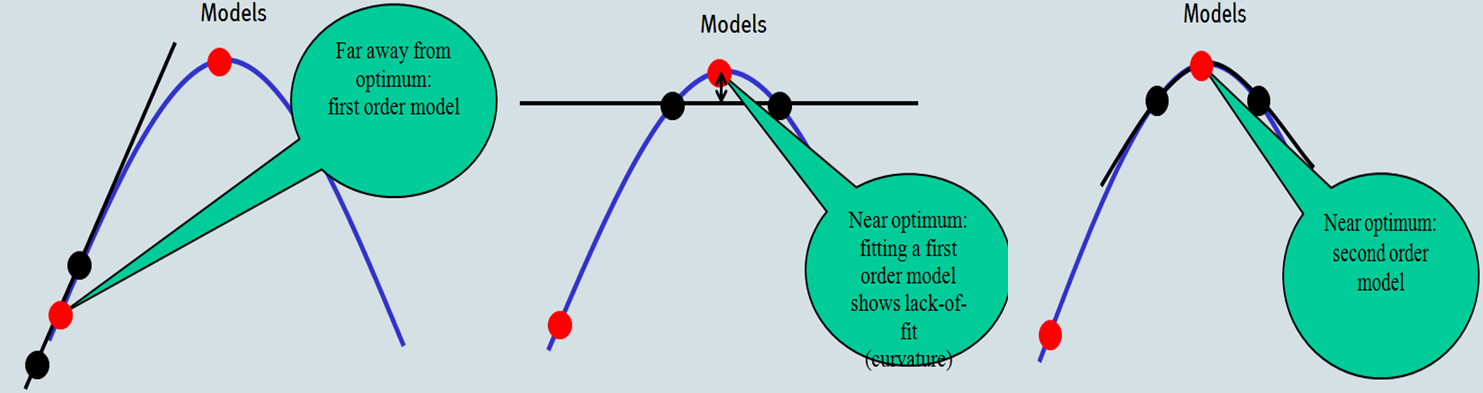 Models
Far away from
optimum:
first order model
Models
Near optimum:
fitting a first
order model
shows lack-of-
fit
(curvature)
Models
Near optimum:
second order
model